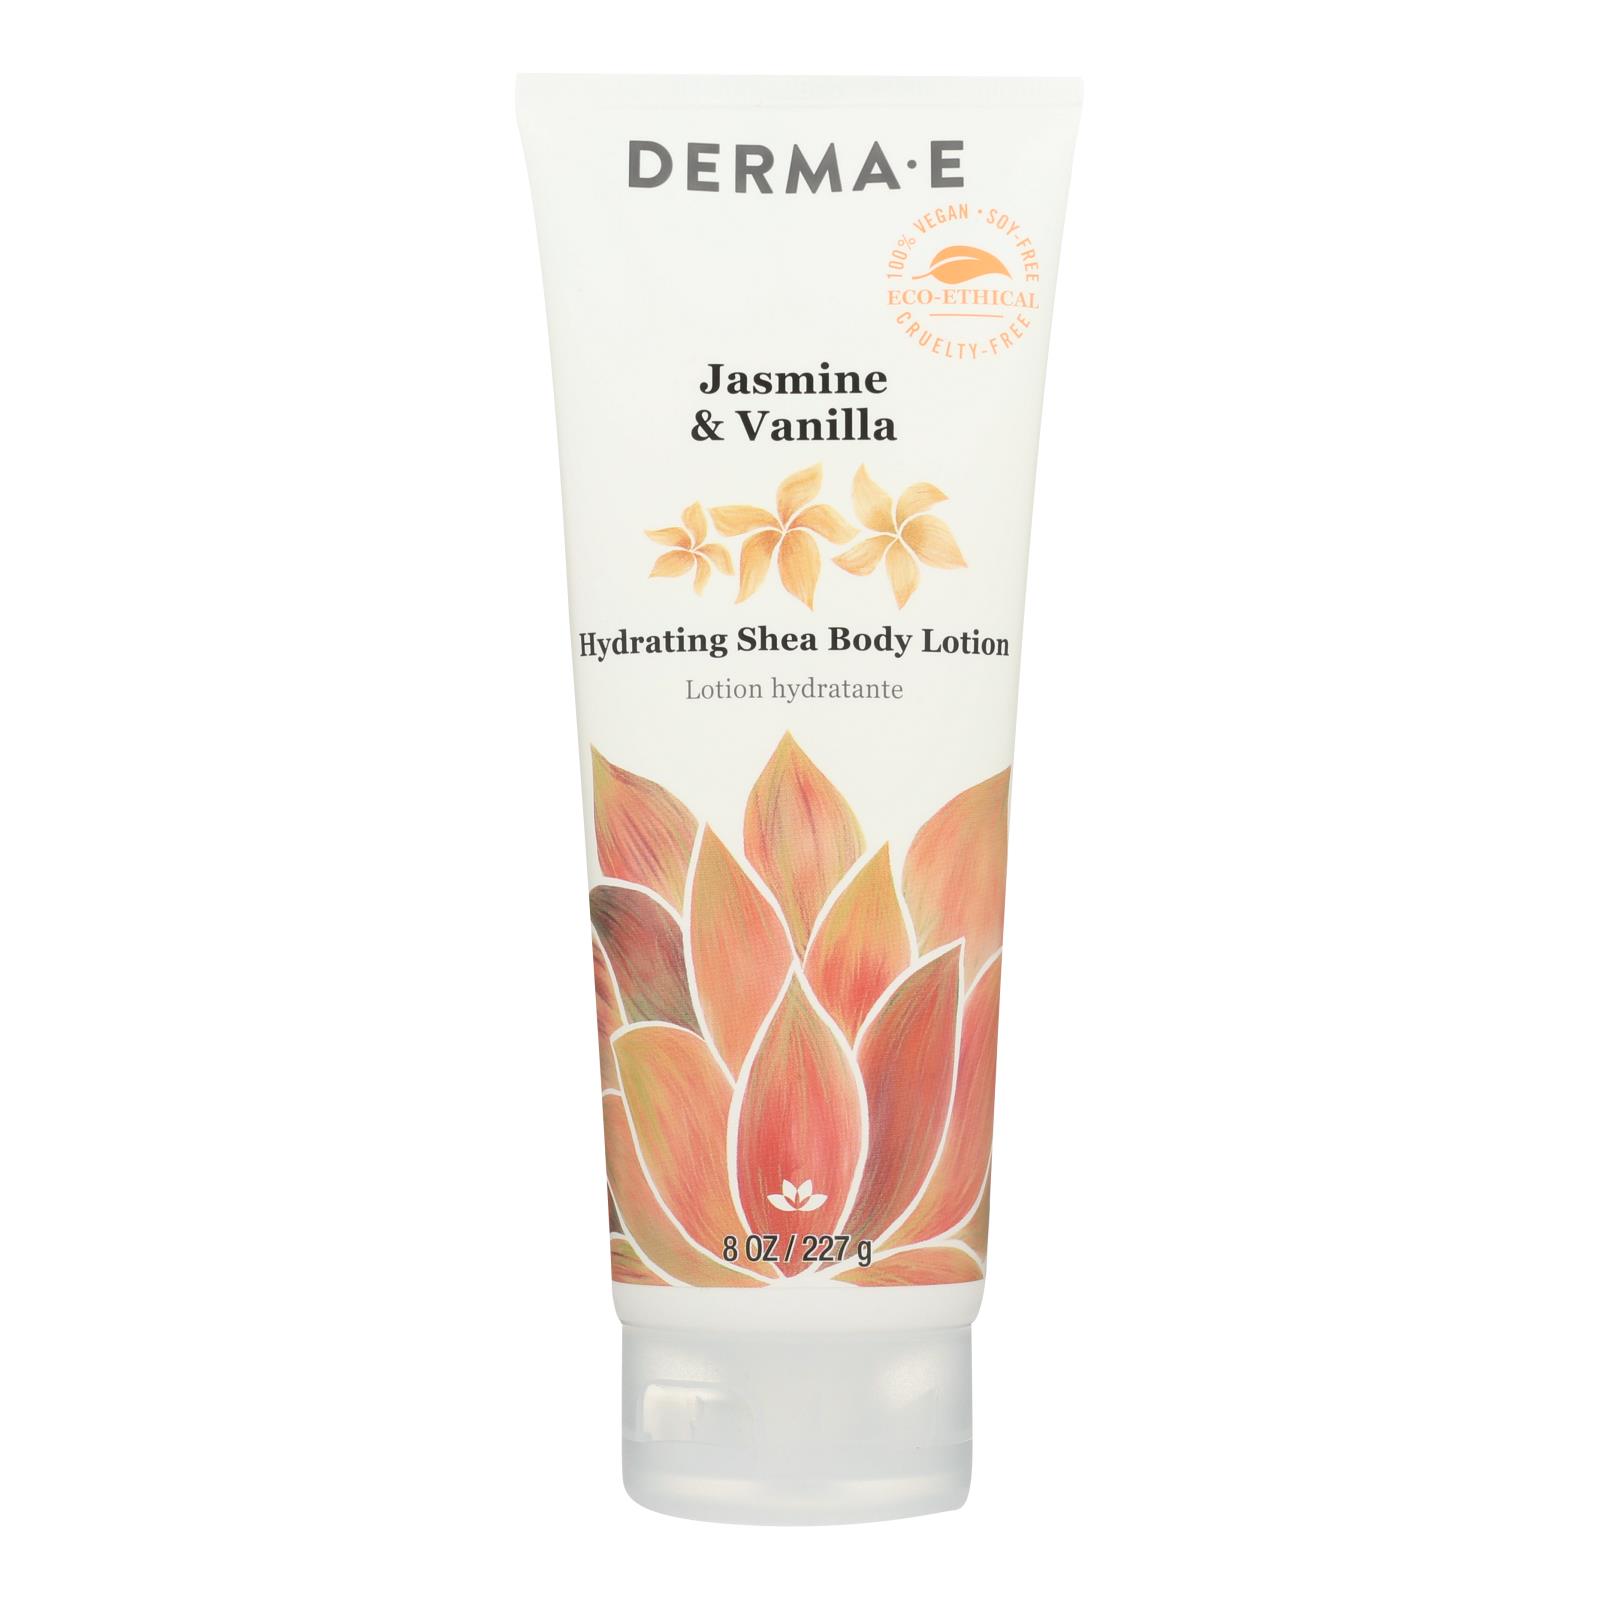 DERMA·E
100% VEGAN • SOY-FREE
ECO-ETHICAL
CRUELTY-FREE
Jasmine
& Vanilla
Hydrating Shea Body Lotion
Lotion hydratante
8 OZ / 227 g